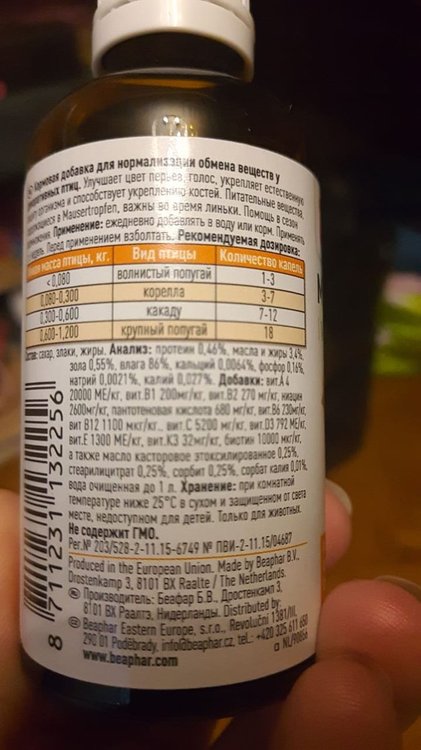 Кормовая добавка для нормализации обмена веществ у
декоративных птиц. Улучшает цвет перьев, голос, укрепляет естественную
защиту организма и способствует укреплению костей. Питательные вещества,
содержащиеся в Mausertropfen, важны во время линьки. Помощь в сезон
размножения. Применение: ежедневно добавлять в воду или корм. Применять
Перед применением взболтать. Рекомендуемая дозировка:
масса птицы, кг. Вид птицы Количество капель
< 0,080 волнистый попугай 1-3
0,080-0,300 корелла 3-7
0,300-0,600 какаду 7-12
0,600-1,200 крупный попугай 18
Состав: сахар, злаки, жиры. Анализ: протеин 0,46%, масла и жиры 3,4%,
зола 0,55%, влага 86%, кальций 0,0064%, фосфор 0,16%,
натрий 0,0021%, калий 0,027%. Добавки: вит.А 4
20000 МЕ/кг, вит.В1 200мг/кг, вит.В2 270 мг/кг, ниацин
2600мг/кг, пантотеновая кислота 680 мг/кг, вит.В6 230мг/кг,
вит В12 1100 мкг/кг., вит.С 5200 мг/кг, вит.D3 792 МЕ/кг,
вит.Е 1300 МЕ/кг, вит.К3 32мг/кг, биотин 10000 мкг/кг,
а также масло касторовое этоксилированное 0,25%,
стеарилцитрат 0,25%, сорбит 0,25%, сорбат калия 0,01%,
вода очищенная до 1 л. Хранение: при комнатной
температуре ниже 25°С в сухом и защищенном от света
месте, недоступном для детей. Только для животных.
Не содержит ГМО.
Рег.№ 203/528-2-11.15-6749 № ПВИ-2-11.15/04687
Produced in the European Union. Made by Beaphar B.V.,
Drostenkamp 3, 8101 BX Raalte / The Netherlands.
Производитель: Беафар Б.В., Дростенкамп 3,
8101 ВХ Раалтэ, Нидерланды. Distributed by
Beaphar Eastern Europe, s.r.o., Revoluční 1381/III,
290 01 Poděbrady, info@beaphar.cz, tel.: +420 325 611 650
www.beaphar.com
8 711231 132256